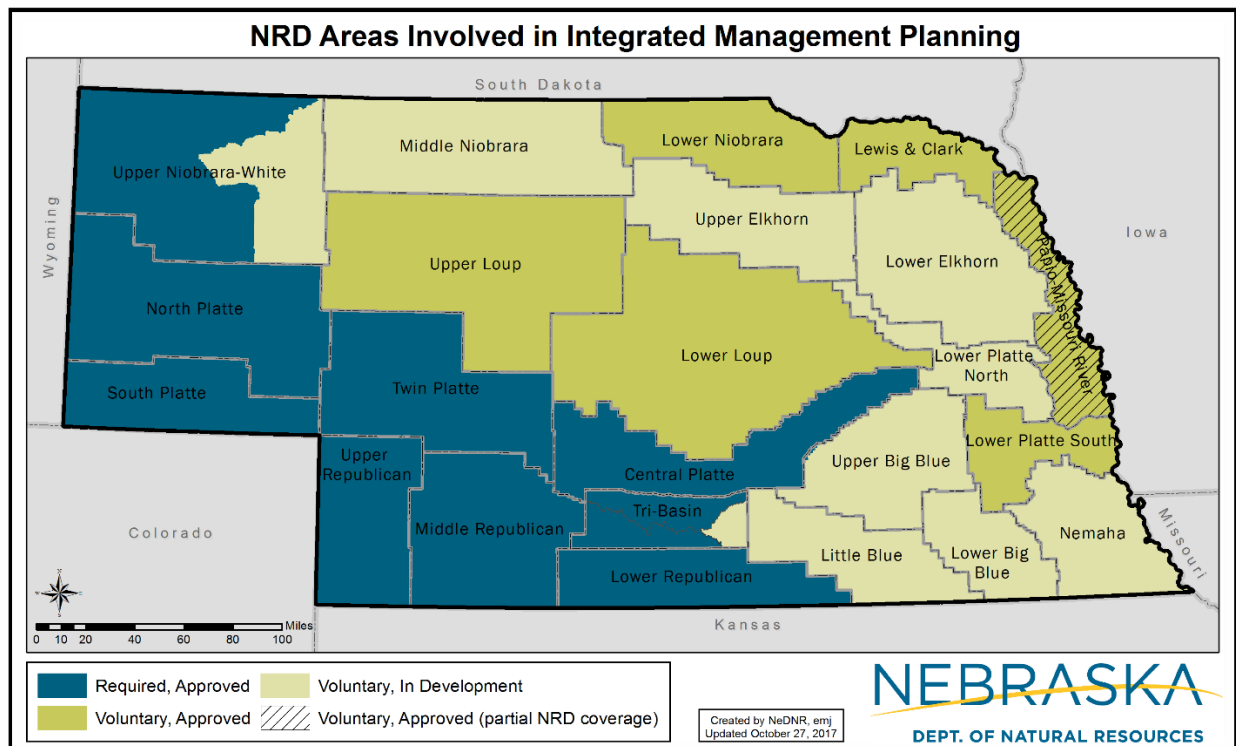 NRD Areas Involved in Integrated Management Planning
South Dakota
Wyoming
Iowa
Colorado
Kansas
Missouri
Upper Niobrara-White
Middle Niobrara
Lower Niobrara
Lewis & Clark
Upper Elkhorn
Lower Elkhorn
Papio-Missouri River
North Platte
Upper Loup
Lower Loup
Lower Platte
North
South Platte
Twin Platte
Central Platte
Lower Platte South
Upper Big Blue
Upper
Republican
Middle Republican
Tri-Basin
Lower Republican
Little Blue
Lower Big
Blue
Nemaha
Miles
0 10 20 40 60 80 100
Required, Approved
Voluntary, In Development
Voluntary, Approved
Voluntary, Approved (partial NRD coverage)
Created by NeDNR, emj
Updated October 27, 2017
NEBRASKA
DEPT. OF NATURAL RESOURCES